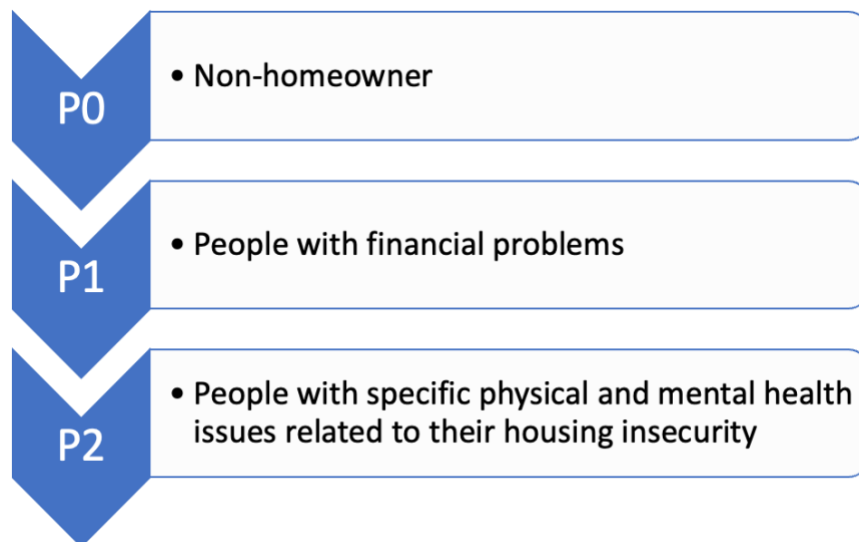 P0
• Non-homeowner
P1
• People with financial problems
P2
• People with specific physical and mental health
issues related to their housing insecurity